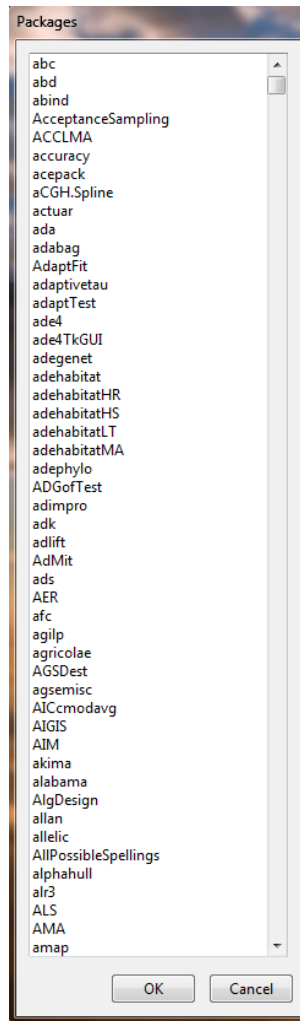 Packages
abc
abd
abind
AcceptanceSampling
ACCLMA
accuracy
acepack
aCGH.Spline
actuar
ada
adabag
AdaptFit
adaptivetau
adaptTest
ade4
ade4TkGUI
adegenet
adehabitat
adehabitatHR
adehabitatHS
adehabitatLT
adehabitatMA
adephylo
ADGofTest
adimpro
adk
adlift
AdMit
ads
AER
afc
agilp
agricolae
AGSDest
agsemisc
AICcmodavg
AIGIS
AIM
akima
alabama
AlgDesign
allan
allelic
AllPossibleSpellings
alphahull
alr3
ALS
AMA
amap
OK Cancel